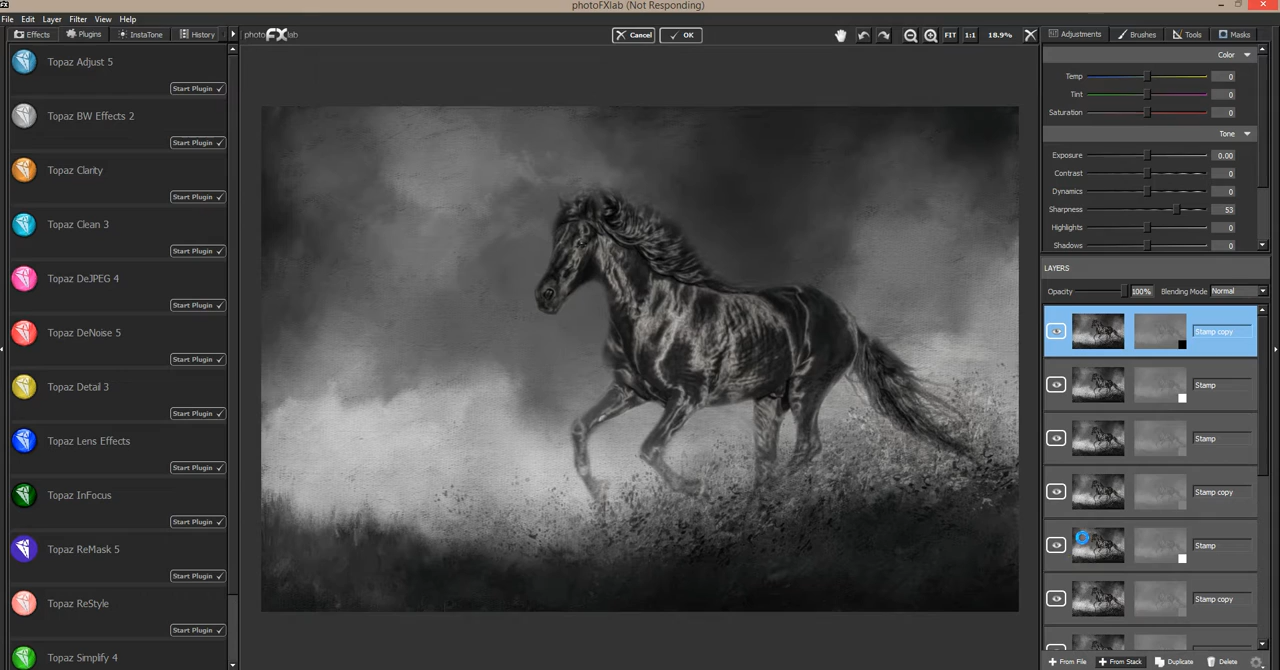 photoFXlab (Not Responding)
File Edit Layer Filter View Help
Effects Plugins InstaTone History
photo FX lab
Cancel OK
FIT 1:1 18.9%
Adjustments Brushes Tools Masks
Topaz Adjust 5
Start Plugin
Topaz BW Effects 2
Start Plugin
Topaz Clarity
Start Plugin
Topaz Clean 3
Start Plugin
Topaz DeJPEG 4
Start Plugin
Topaz DeNoise 5
Start Plugin
Topaz Detail 3
Start Plugin
Topaz Lens Effects
Start Plugin
Topaz InFocus
Start Plugin
Topaz ReMask 5
Start Plugin
Topaz ReStyle
Start Plugin
Topaz Simplify 4
Color
Temp 0
Tint 0
Saturation 0
Tone
Exposure 0.00
Contrast 0
Dynamics 0
Sharpness 53
Highlights 0
Shadows 0
LAYERS
Opacity 100% Blending Mode Normal
Stamp copy
Stamp
Stamp
Stamp copy
Stamp
Stamp copy
From File From Stack Duplicate Delete